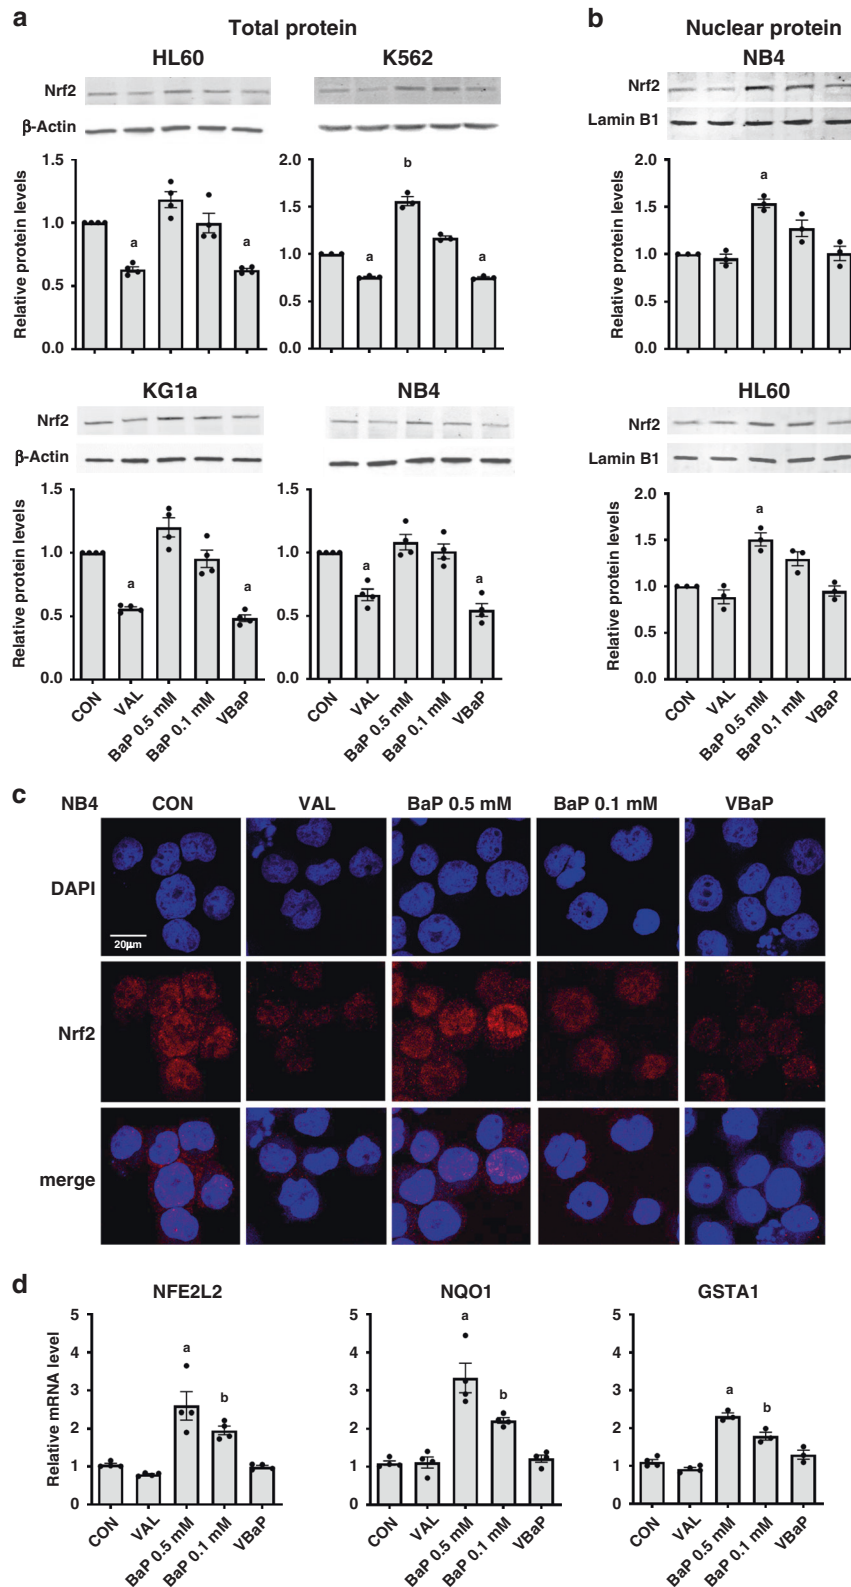 a
Total protein
HL60
K562
Nrf2
β-Actin
Relative protein levels
1.5
1.0
0.5
0.0
a
a
2.0
1.5
1.0
0.5
0.0
a
b
a
KG1a
NB4
Nrf2
β-Actin
Relative protein levels
1.5
1.0
0.5
0.0
a
a
CON
VAL
BaP 0.5 mM
BaP 0.1 mM
VBaP
1.5
1.0
0.5
0.0
a
a
CON
VAL
BaP 0.5 mM
BaP 0.1 mM
VBaP
b
Nuclear protein
NB4
Nrf2
Lamin B1
Relative protein levels
2.0
1.5
1.0
0.5
0.0
a
HL60
Nrf2
Lamin B1
Relative protein levels
2.0
1.5
1.0
0.5
0.0
a
CON
VAL
BaP 0.5 mM
BaP 0.1 mM
VBaP
c
NB4
CON
VAL
BaP 0.5 mM
BaP 0.1 mM
VBaP
DAPI
20μm
Nrf2
merge
d
NFE2L2
Relative mRNA level
5
4
3
2
1
0
a
b
CON
VAL
BaP 0.5 mM
BaP 0.1 mM
VBaP
NQO1
5
4
3
2
1
0
a
b
CON
VAL
BaP 0.5 mM
BaP 0.1 mM
VBaP
GSTA1
5
4
3
2
1
0
a
b
CON
VAL
BaP 0.5 mM
BaP 0.1 mM
VBaP